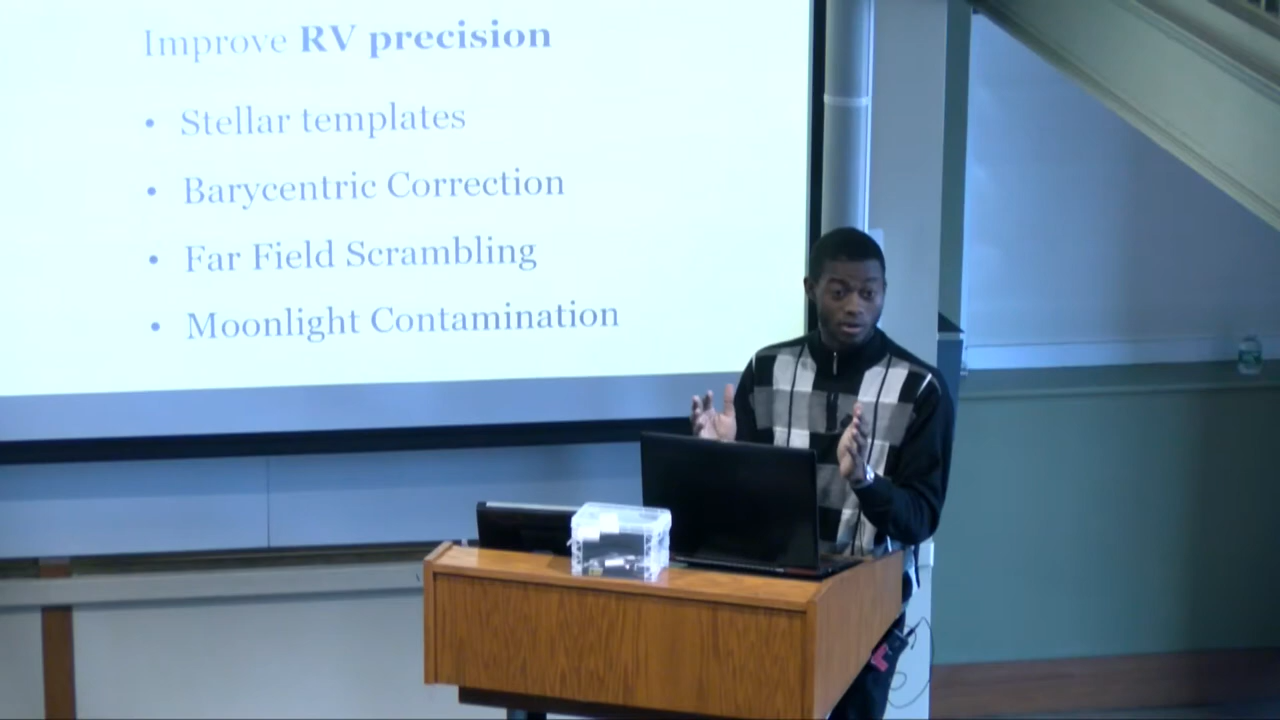 Improve RV precision
• Stellar templates
• Barycentric Correction
• Far Field Scrambling
• Moonlight Contamination